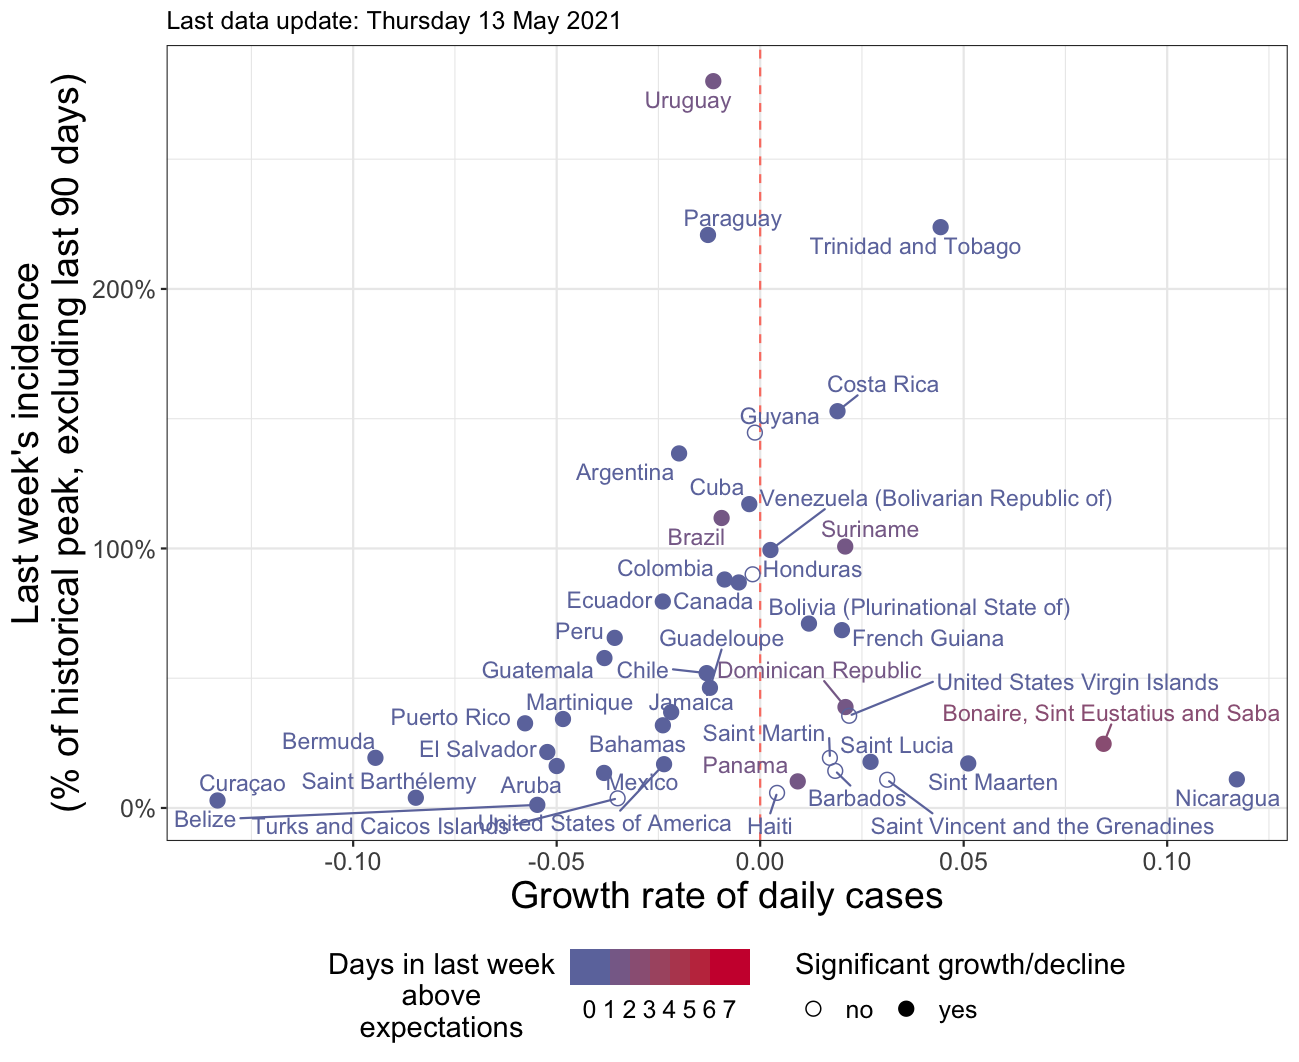 Last data update: Thursday 13 May 2021
Last week's incidence
(% of historical peak, excluding last 90 days)
200%
100%
0%
Uruguay
Paraguay
Trinidad and Tobago
Costa Rica
Guyana
Argentina
Cuba
Venezuela (Bolivarian Republic of)
Brazil
Suriname
Colombia
Honduras
Ecuador
Canada
Bolivia (Plurinational State of)
Peru
Guadeloupe
French Guiana
Guatemala
Chile
Dominican Republic
United States Virgin Islands
Martinique
Jamaica
Bonaire, Sint Eustatius and Saba
Puerto Rico
Saint Martin
Bermuda
El Salvador
Bahamas
Saint Lucia
Panama
Curaçao
Saint Barthélemy
Aruba
Mexico
Sint Maarten
Barbados
Nicaragua
Belize
Turks and Caicos Islands
United States of America
Haiti
Saint Vincent and the Grenadines
-0.10
-0.05
0.00
0.05
0.10
Growth rate of daily cases
Days in last week
above
expectations
0 1 2 3 4 5 6 7
Significant growth/decline
no
yes